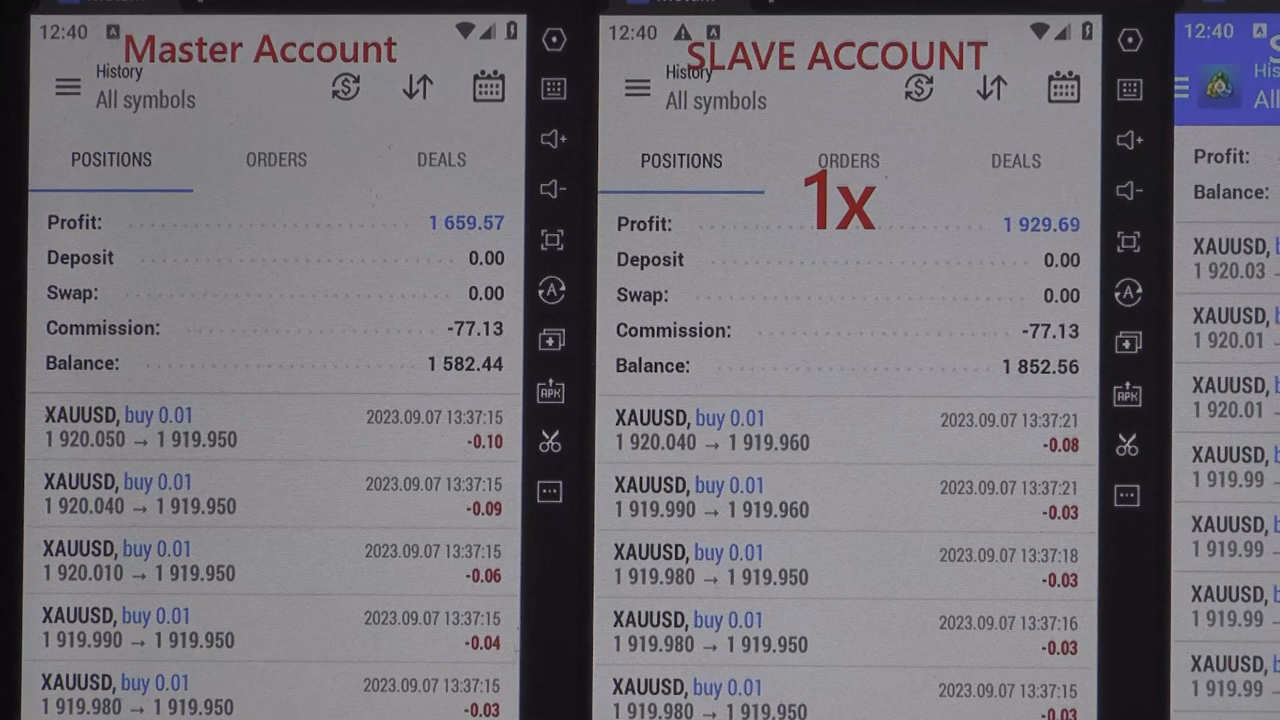 12:40
Master Account
History
All symbols
POSITIONS ORDERS DEALS
Profit: 1 659.57
Deposit 0.00
Swap: 0.00
Commission: -77.13
Balance: 1 582.44
XAUUSD, buy 0.01 2023.09.07 13:37:15
1 920.050 → 1 919.950 -0.10
XAUUSD, buy 0.01 2023.09.07 13:37:15
1 920.040 → 1 919.950 -0.09
XAUUSD, buy 0.01 2023.09.07 13:37:15
1 920.010 → 1 919.950 -0.06
XAUUSD, buy 0.01 2023.09.07 13:37:15
1 919.990 → 1 919.950 -0.04
XAUUSD, buy 0.01 2023.09.07 13:37:15
1 919.980 → 1 919.950 -0.03
A
APK
12:40
SLAVE ACCOUNT
History
All symbols
POSITIONS ORDERS DEALS
1x
Profit: 1 929.69
Deposit 0.00
Swap: 0.00
Commission: -77.13
Balance: 1 852.56
XAUUSD, buy 0.01 2023.09.07 13:37:21
1 920.040 → 1 919.960 -0.08
XAUUSD, buy 0.01 2023.09.07 13:37:21
1 919.990 → 1 919.960 -0.03
XAUUSD, buy 0.01 2023.09.07 13:37:18
1 919.980 → 1 919.950 -0.03
XAUUSD, buy 0.01 2023.09.07 13:37:16
1 919.980 → 1 919.950 -0.03
XAUUSD, buy 0.01 2023.09.07 13:37:15
1 919.980 → 1 919.950 -0.03
A
APK
12:40
His
All
Profit:
Balance:
XAUUSD,
1 920.03
XAUUSD,
1 920.01
XAUUSD,
1 920.01
XAUUSD,
1 919.99
XAUUSD,
1 919.99
XAUUSD,
1 919.99
XAUUSD,
1 919.99